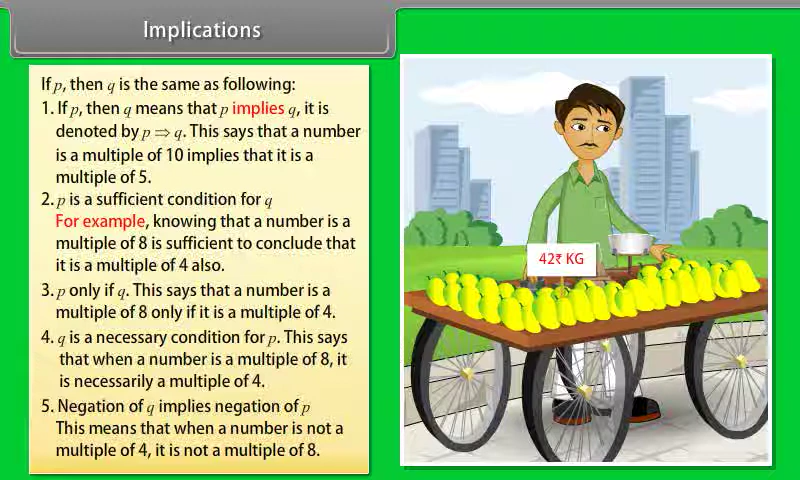 Implications
If p, then q is the same as following:
1. If p, then q means that p implies q, it is
denoted by p ⇒ q. This says that a number
is a multiple of 10 implies that it is a
multiple of 5.
2. p is a sufficient condition for q
For example, knowing that a number is a
multiple of 8 is sufficient to conclude that
it is a multiple of 4 also.
3. p only if q. This says that a number is a
multiple of 8 only if it is a multiple of 4.
4. q is a necessary condition for p. This says
that when a number is a multiple of 8, it
is necessarily a multiple of 4.
5. Negation of q implies negation of p
This means that when a number is not a
multiple of 4, it is not a multiple of 8.
42₹ KG